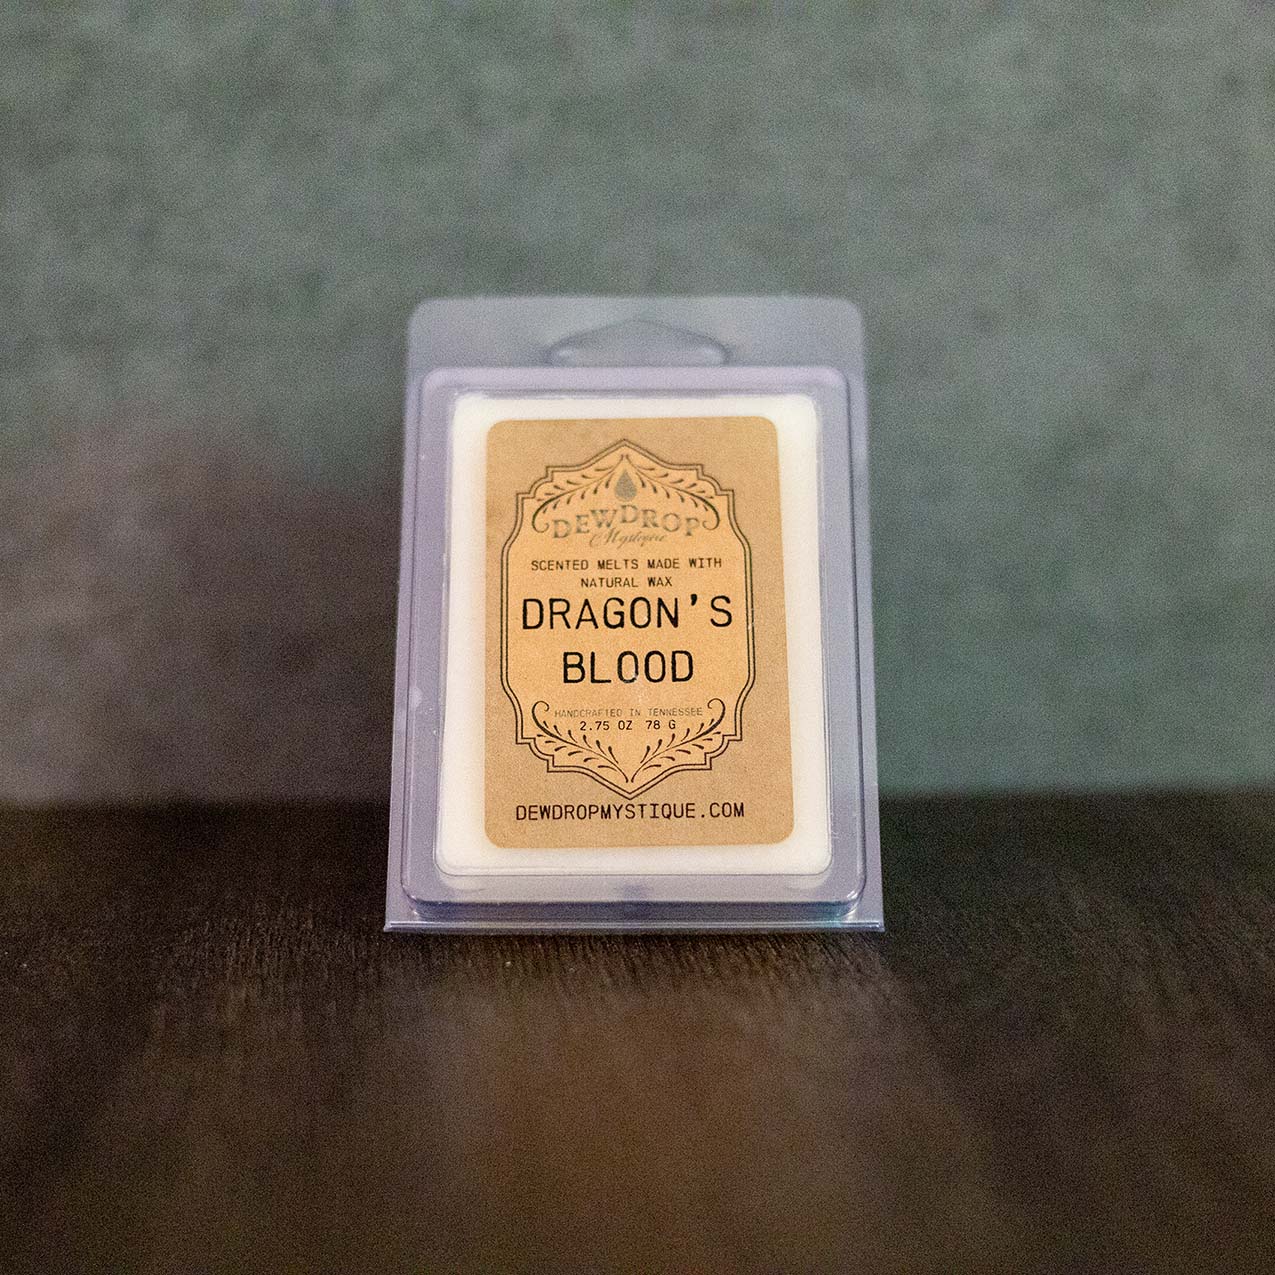 DEWDROP
Mystique
SCENTED MELTS MADE WITH
NATURAL WAX
DRAGON'S
BLOOD
HANDCRAFTED IN TENNESSEE
2.75 OZ 78 G
DEWDROPMYSTIQUE.COM